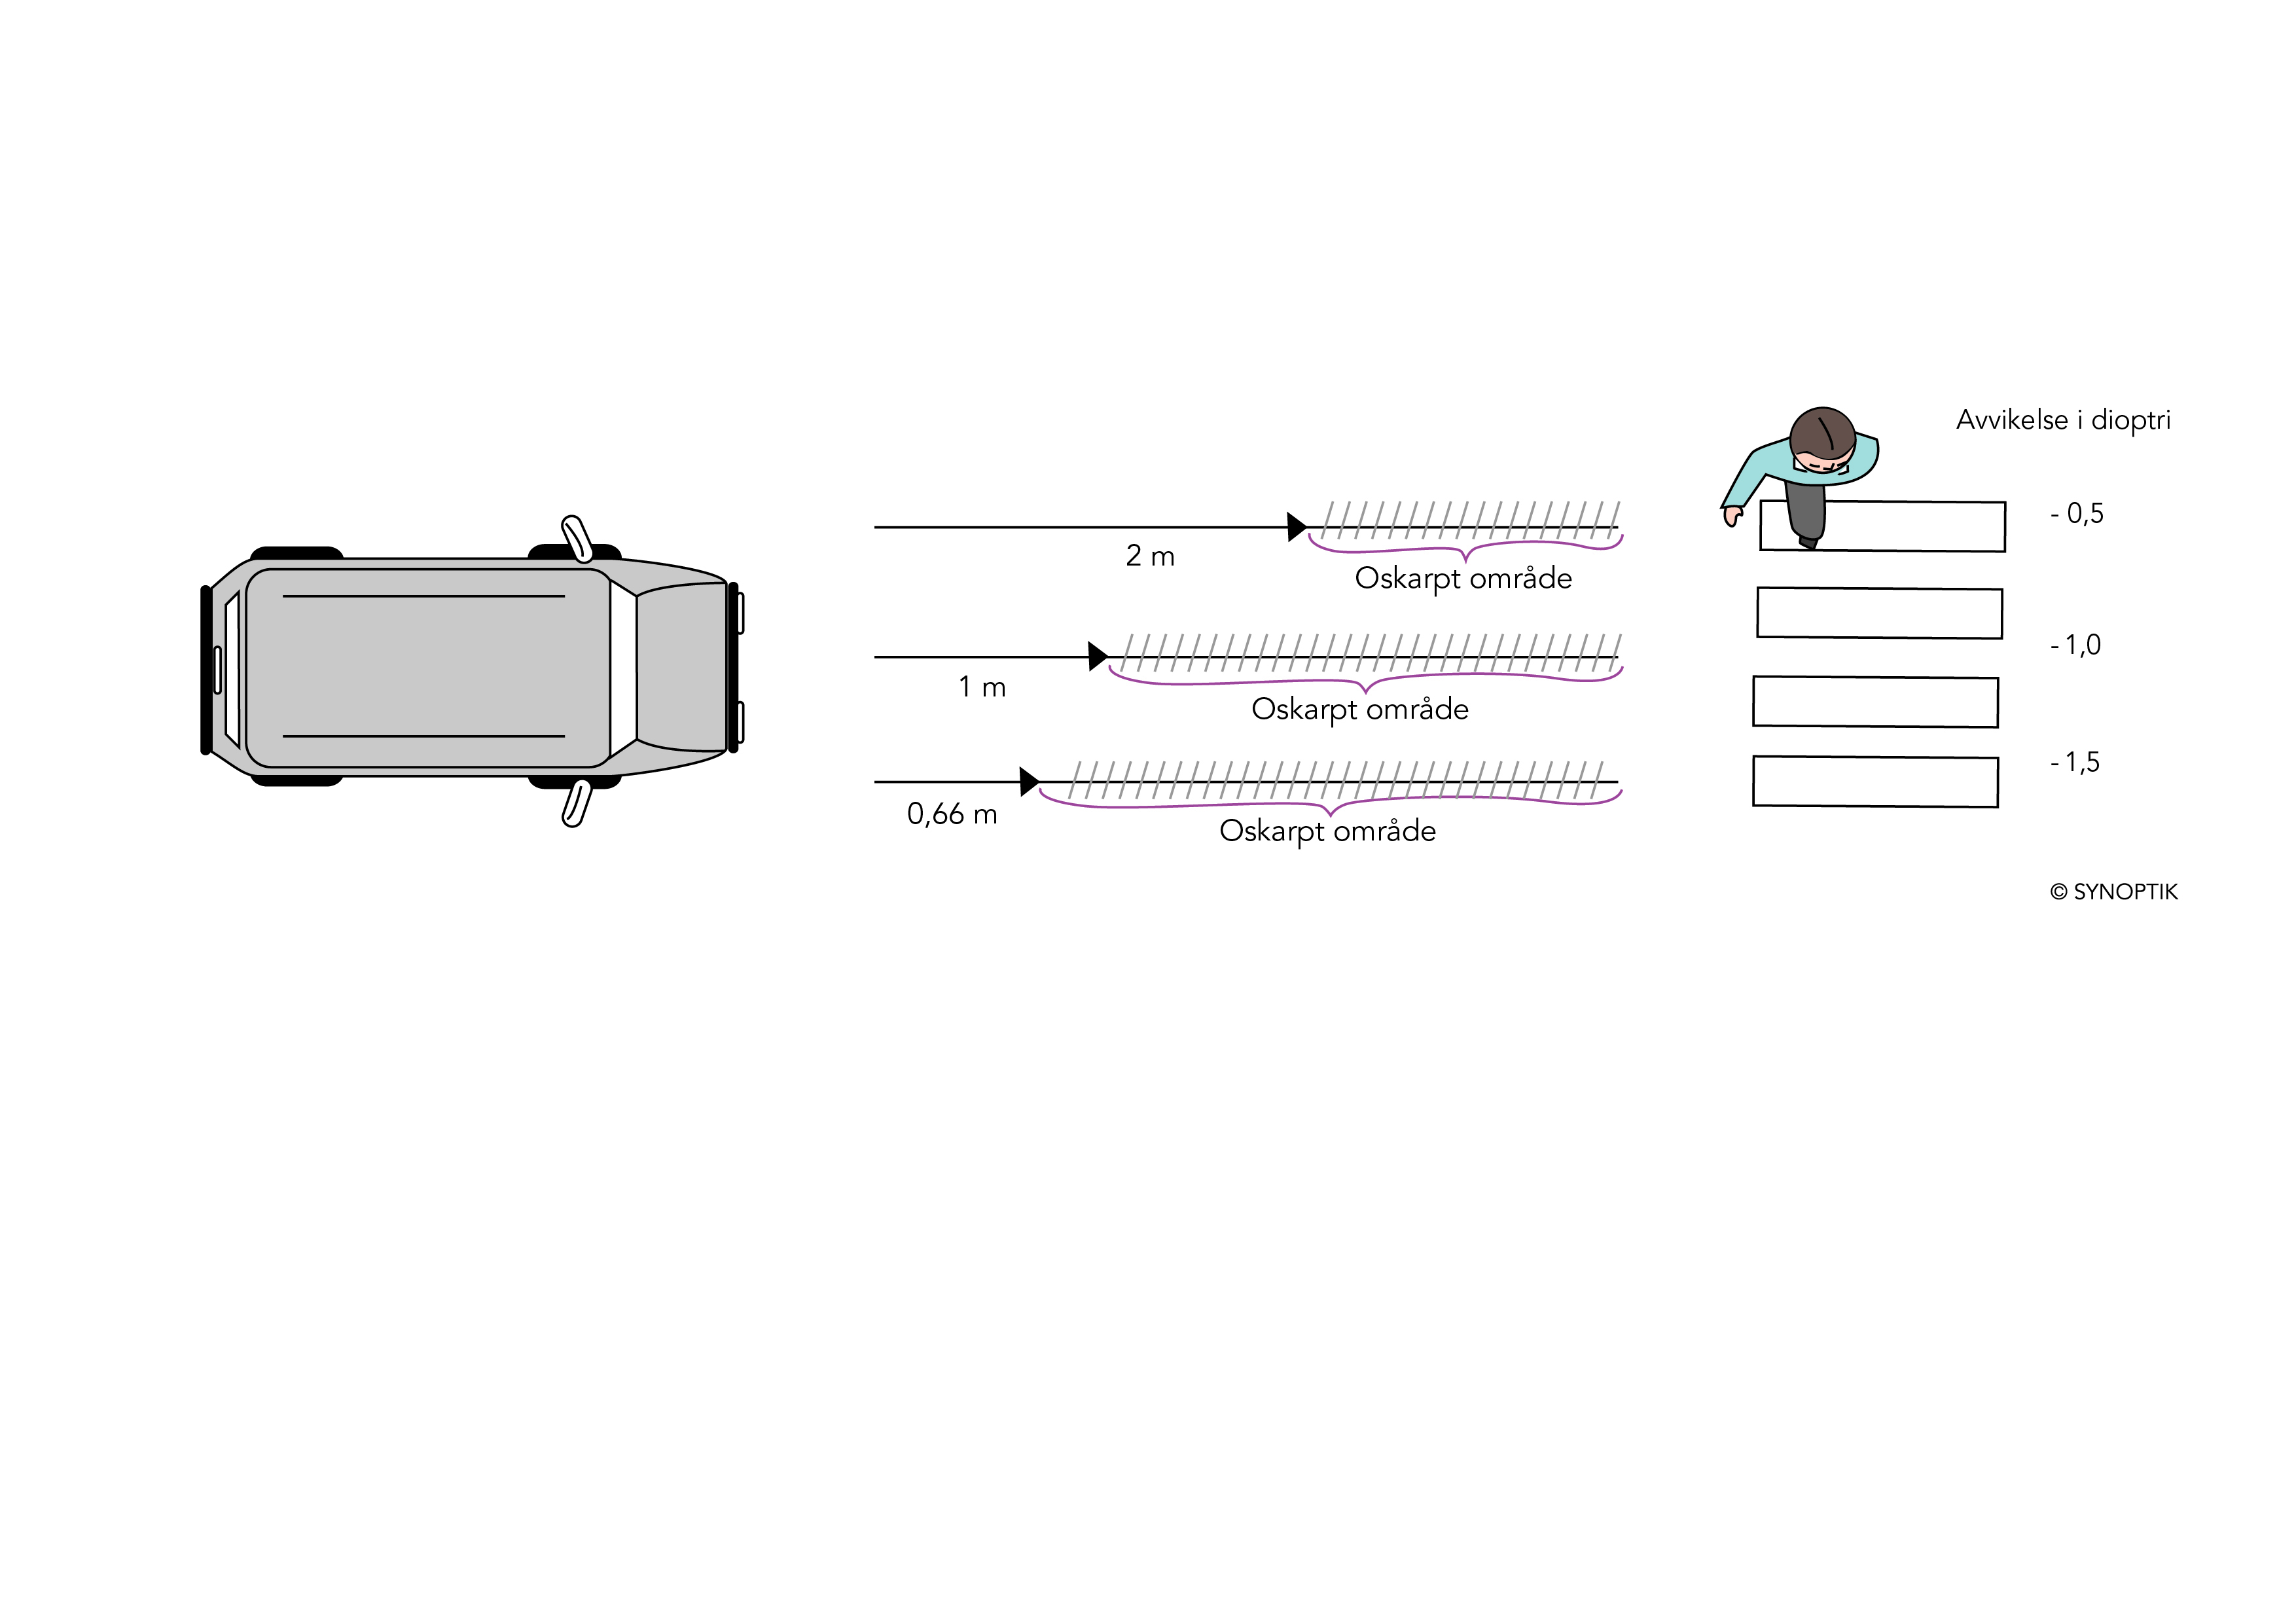 Avvikelse i dioptri
- 0,5
2 m
Oskarpt område
- 1,0
1 m
Oskarpt område
- 1,5
0,66 m
Oskarpt område
© SYNOPTIK